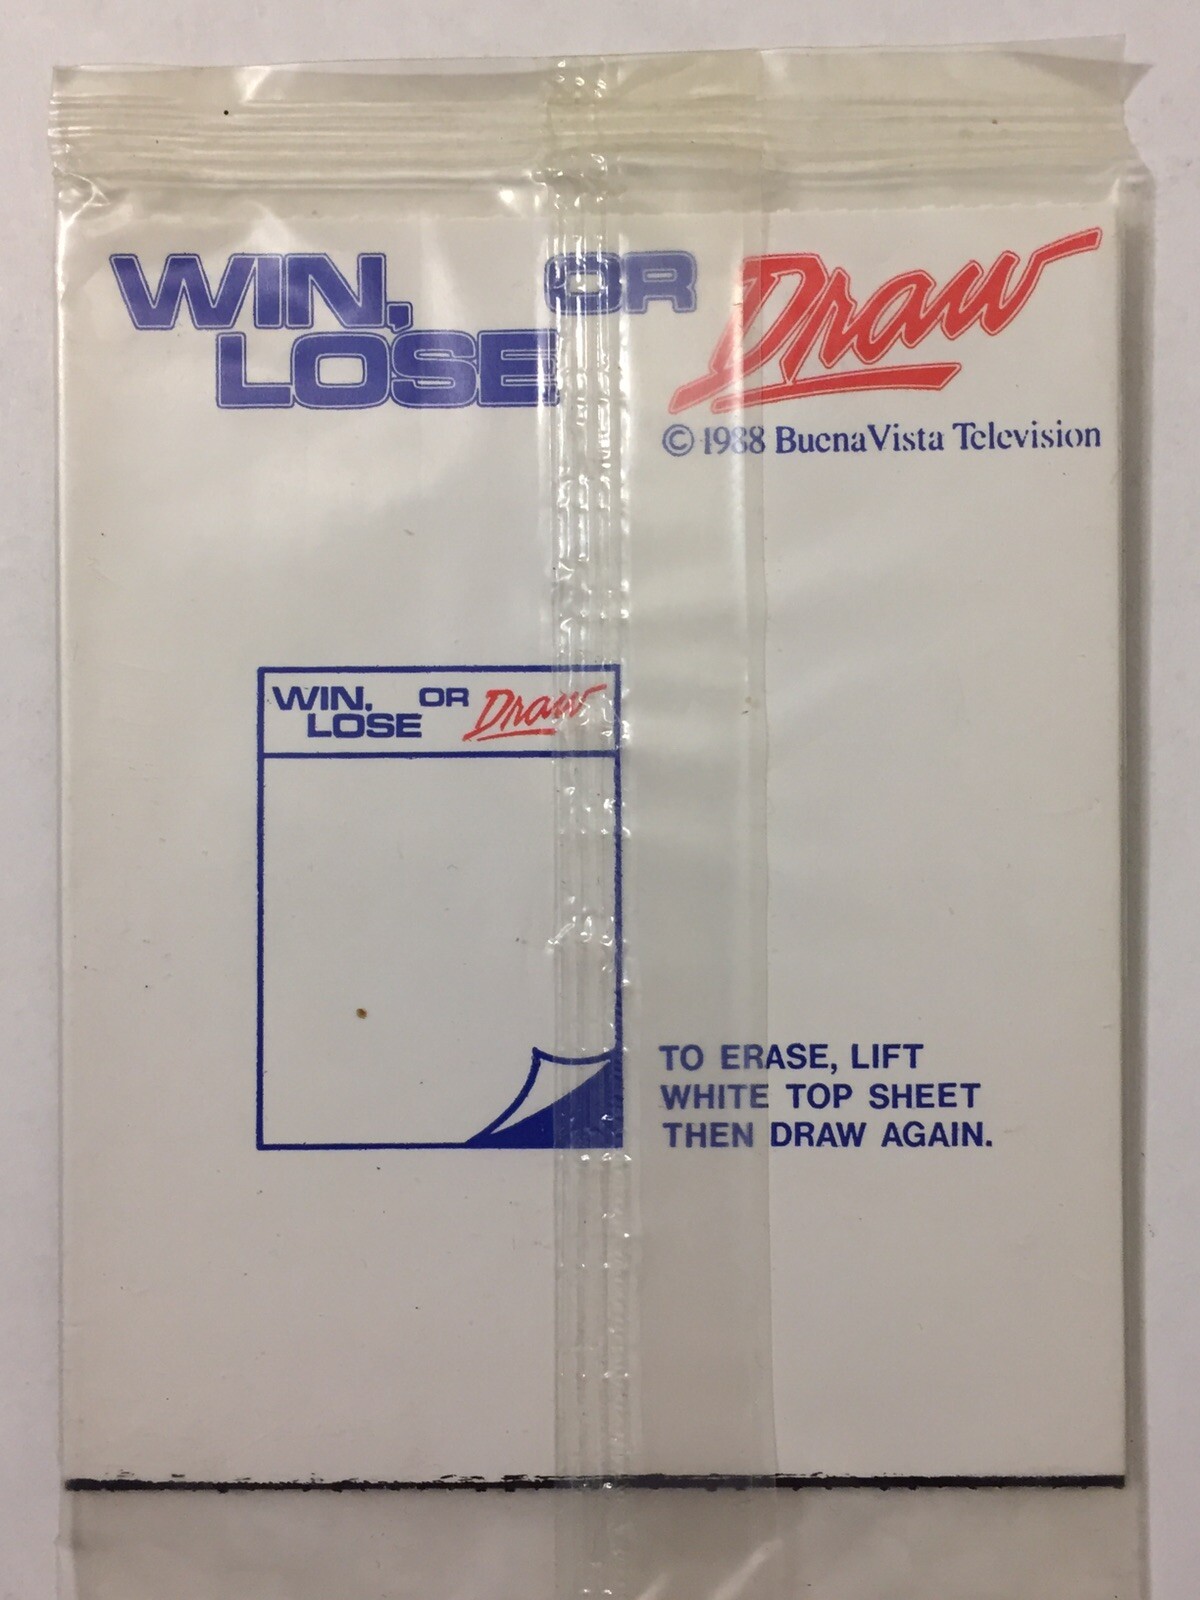 WIN, OR Draw
LOSE
© 1988 BuenaVista Television
WIN, OR Draw
LOSE
TO ERASE, LIFT
WHITE TOP SHEET
THEN DRAW AGAIN.